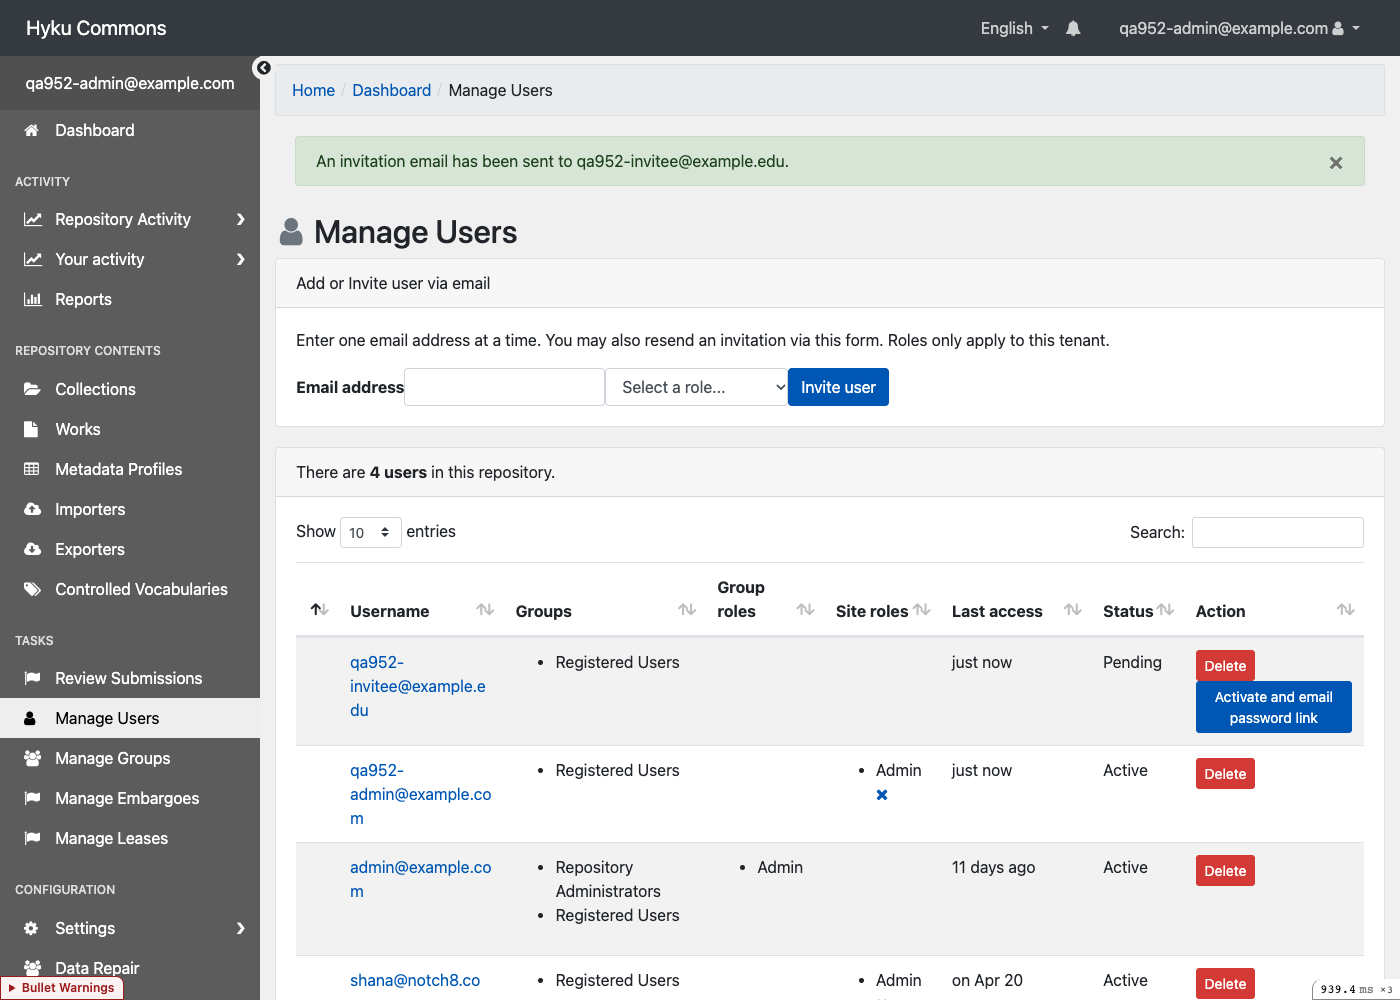 Hyku Commons
English
qa952-admin@example.com
qa952-admin@example.com
Dashboard
ACTIVITY
Repository Activity
Your activity
Reports
REPOSITORY CONTENTS
Collections
Works
Metadata Profiles
Importers
Exporters
Controlled Vocabularies
TASKS
Review Submissions
Manage Users
Manage Groups
Manage Embargoes
Manage Leases
CONFIGURATION
Settings
Data Repair
Bullet Warnings
Home / Dashboard / Manage Users
An invitation email has been sent to qa952-invitee@example.edu.
Manage Users
Add or Invite user via email
Enter one email address at a time. You may also resend an invitation via this form. Roles only apply to this tenant.
Email address Select a role... Invite user
There are 4 users in this repository.
Show 10 entries
Search:
Group
roles
Username Groups Site roles Last access Status Action
qa952-
invitee@example.e
du
Registered Users
just now
Pending
Delete
Activate and email
password link
qa952-
admin@example.co
m
Registered Users
Admin
just now
Active
Delete
admin@example.co
m
Repository
Administrators
Registered Users
Admin
11 days ago
Active
Delete
shana@notch8.co
Registered Users
Admin
on Apr 20
Active
Delete
939.4 ms ×3